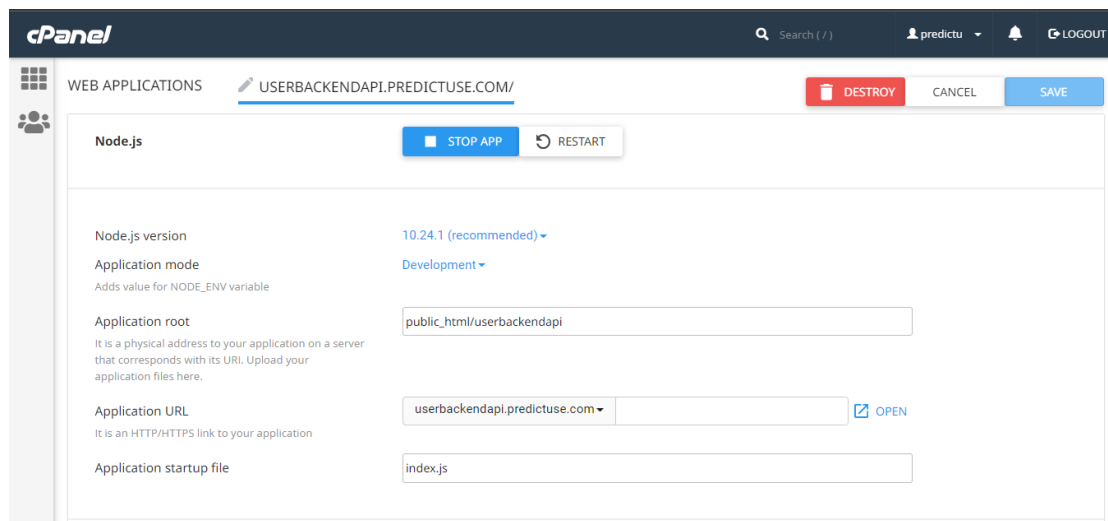 cPanel
Search ( / )
predictu
LOGOUT
WEB APPLICATIONS
USERBACKENDAPI.PREDICTUSE.COM/
DESTROY
CANCEL
SAVE
Node.js
STOP APP
RESTART
Node.js version
10.24.1 (recommended)
Application mode
Development
Adds value for NODE_ENV variable
Application root
public_html/userbackendapi
It is a physical address to your application on a server
that corresponds with its URI. Upload your
application files here.
Application URL
userbackendapi.predictuse.com
OPEN
It is an HTTP/HTTPS link to your application
Application startup file
index.js